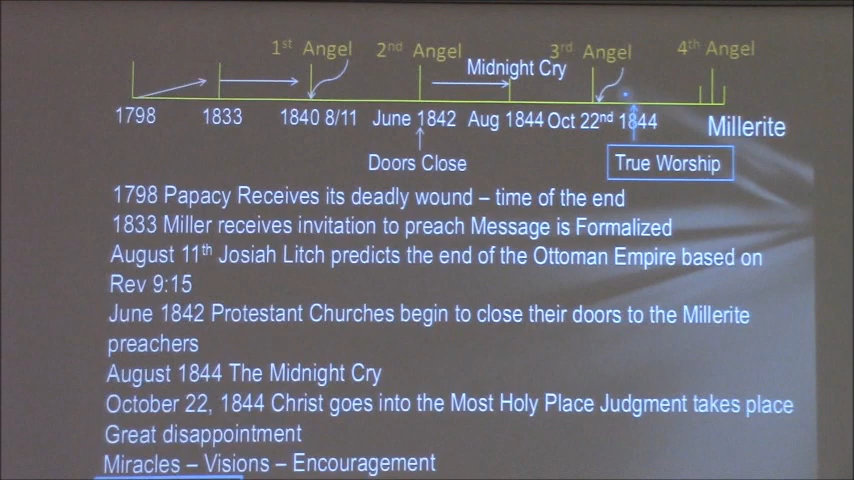 1st Angel 2nd Angel 3rd Angel 4th Angel
Midnight Cry
1798 1833 1840 8/11 June 1842 Aug 1844 Oct 22nd 1844 Millerite
Doors Close True Worship
1798 Papacy Receives its deadly wound – time of the end
1833 Miller receives invitation to preach Message is Formalized
August 11th Josiah Litch predicts the end of the Ottoman Empire based on
Rev 9:15
June 1842 Protestant Churches begin to close their doors to the Millerite
preachers
August 1844 The Midnight Cry
October 22, 1844 Christ goes into the Most Holy Place Judgment takes place
Great disappointment
Miracles – Visions – Encouragement